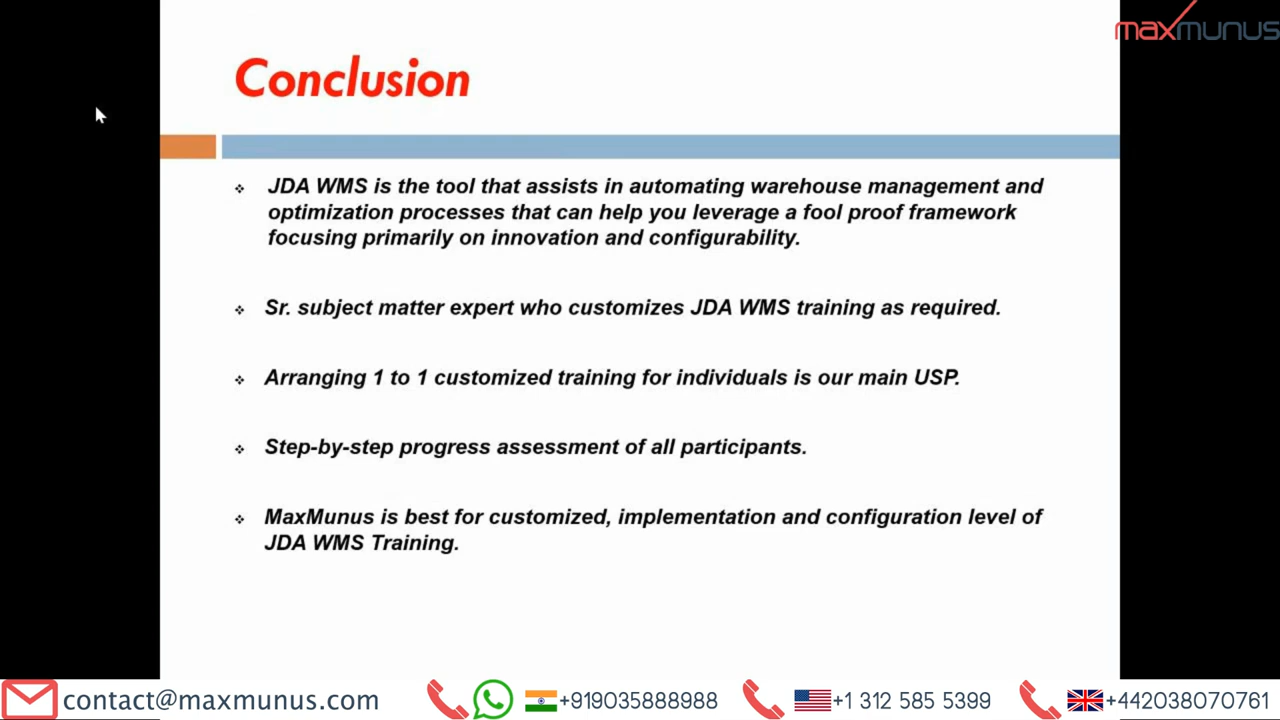 maxmunus
Conclusion
❖ JDA WMS is the tool that assists in automating warehouse management and
optimization processes that can help you leverage a fool proof framework
focusing primarily on innovation and configurability.
❖ Sr. subject matter expert who customizes JDA WMS training as required.
❖ Arranging 1 to 1 customized training for individuals is our main USP.
❖ Step-by-step progress assessment of all participants.
❖ MaxMunus is best for customized, implementation and configuration level of
JDA WMS Training.
contact@maxmunus.com +919035888988 +1 312 585 5399 +442038070761